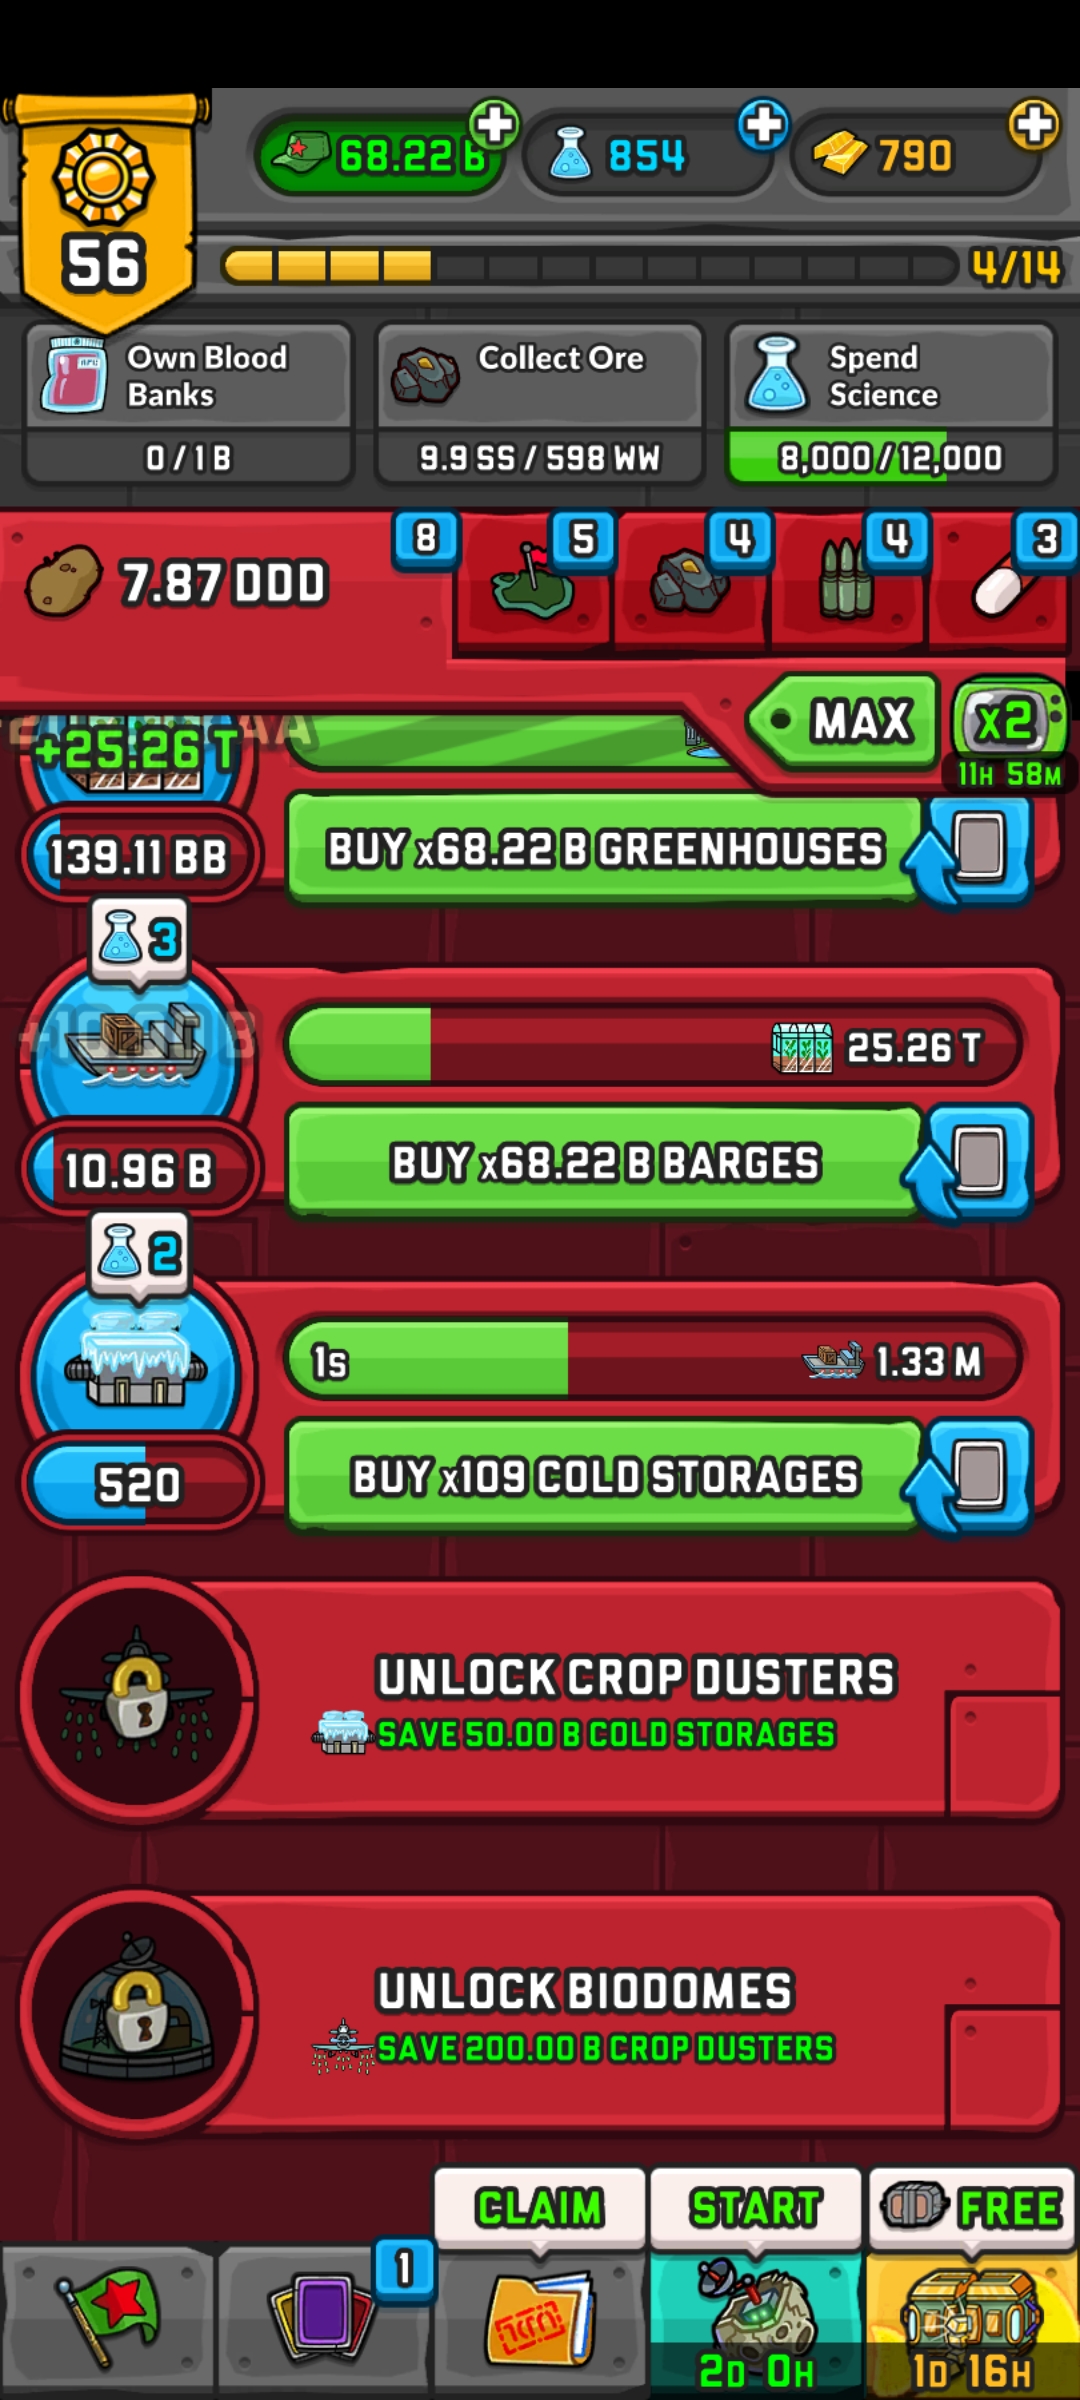 68.22 B
854
790
56
4/14
Own Blood
Banks
0 / 1 B
Collect Ore
9.9 SS / 598 WW
Spend
Science
8,000 / 12,000
7.87 DDD
8
5
4
4
3
MAX
x2
11H 58M
+25.26 T
139.11 BB
BUY x68.22 B GREENHOUSES
3
25.26 T
10.96 B
BUY x68.22 B BARGES
2
1s
1.33 M
520
BUY x109 COLD STORAGES
UNLOCK CROP DUSTERS
SAVE 50.00 B COLD STORAGES
UNLOCK BIODOMES
SAVE 200.00 B CROP DUSTERS
CLAIM
START
FREE
1
2D 0H
1D 16H